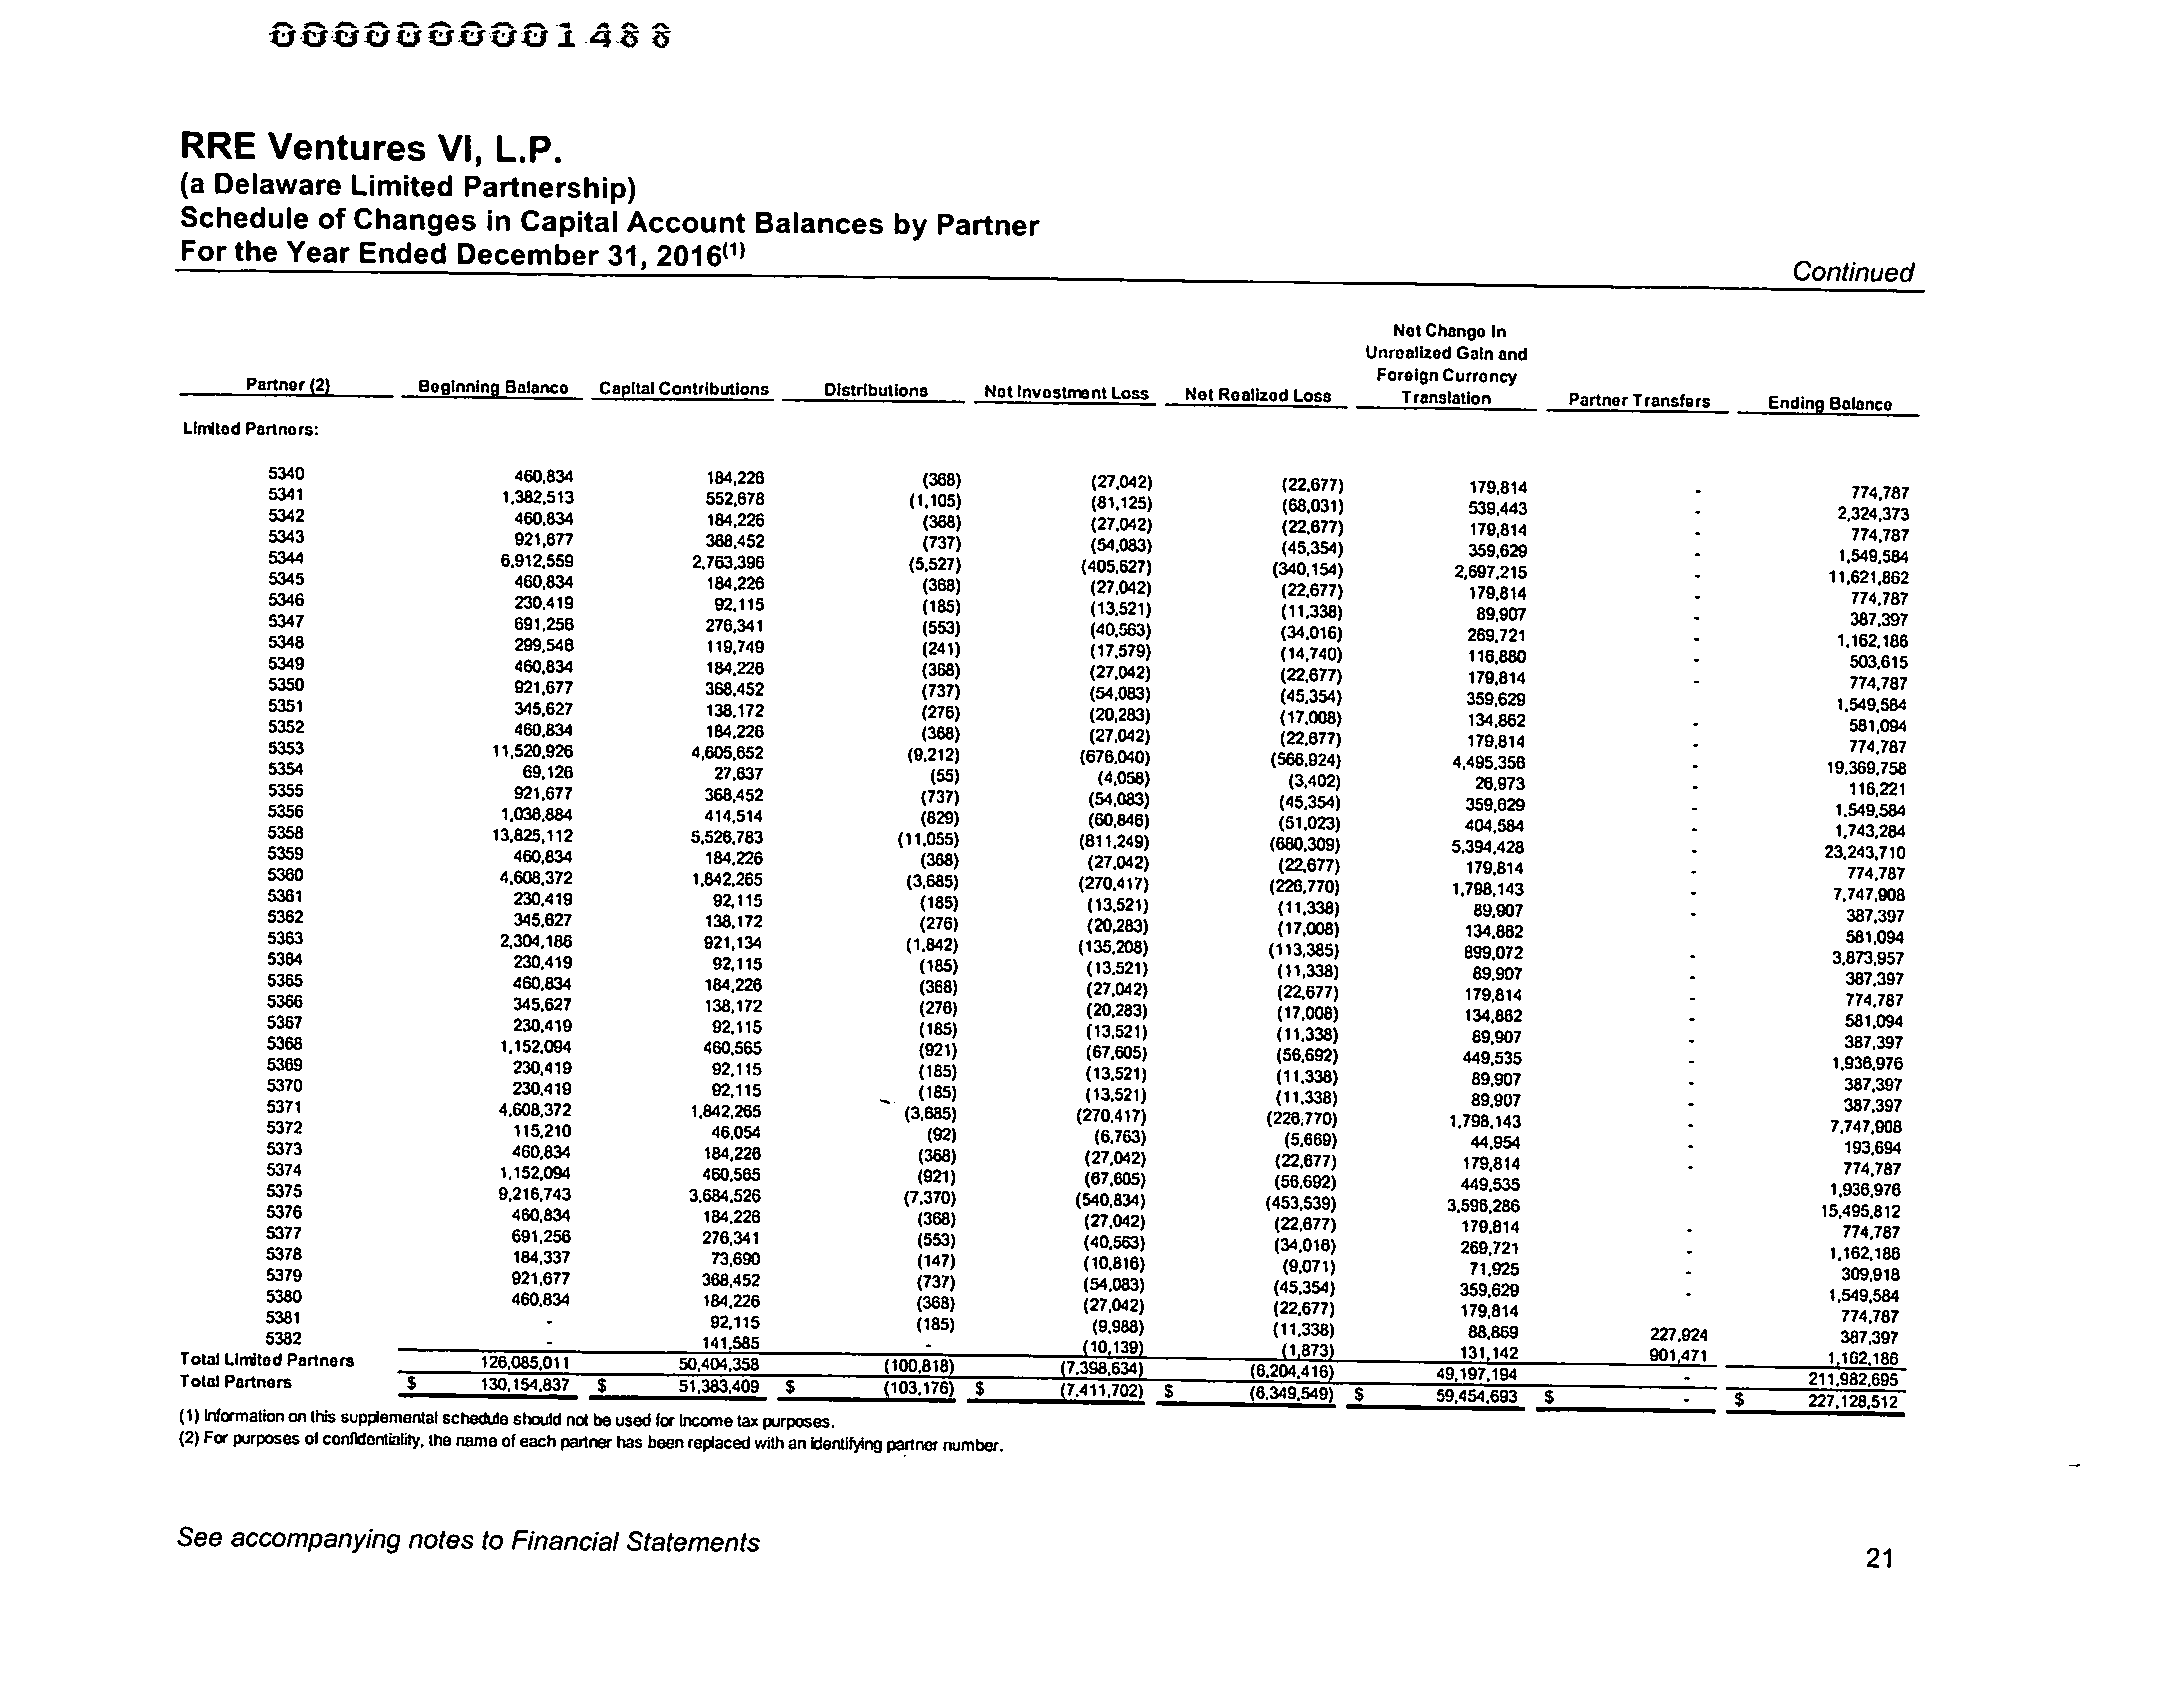 0000000001488
RRE Ventures VI, L.P.
(a Delaware Limited Partnership)
Schedule of Changes in Capital Account Balances by Partner
For the Year Ended December 31, 2016(1)
Continued
Partner (2) Beginning Balance Capital Contributions Distributions Net Investment Loss Net Realized Loss Net Change In Unrealized Gain and Foreign Currency Translation Partner Transfers Ending Balance
Limited Partners:
5340 460,834 184,226 (368) (27,042) (22,677) 179,814 - 774,787
5341 1,382,513 552,678 (1,105) (81,125) (68,031) 539,443 - 2,324,373
5342 460,834 184,226 (368) (27,042) (22,677) 179,814 - 774,787
5343 921,677 368,452 (737) (54,083) (45,354) 359,629 - 1,549,584
5344 6,912,559 2,763,396 (5,527) (405,627) (340,154) 2,697,215 - 11,621,862
5345 460,834 184,226 (368) (27,042) (22,677) 179,814 - 774,787
5346 230,419 92,115 (185) (13,521) (11,338) 89,907 - 387,397
5347 691,256 276,341 (553) (40,563) (34,016) 269,721 - 1,162,186
5348 299,546 119,749 (241) (17,579) (14,740) 116,880 - 503,615
5349 460,834 184,226 (368) (27,042) (22,677) 179,814 - 774,787
5350 921,677 368,452 (737) (54,083) (45,354) 359,629 1,549,584
5351 345,627 138,172 (276) (20,283) (17,008) 134,862 - 581,094
5352 460,834 184,226 (368) (27,042) (22,677) 179,814 - 774,787
5353 11,520,926 4,605,652 (9,212) (676,040) (566,924) 4,495,356 - 19,369,758
5354 69,126 27,637 (55) (4,058) (3,402) 26,973 - 116,221
5355 921,677 368,452 (737) (54,083) (45,354) 359,629 - 1,549,584
5356 1,036,884 414,514 (829) (60,846) (51,023) 404,584 - 1,743,284
5358 13,825,112 5,526,783 (11,055) (811,249) (680,309) 5,394,428 - 23,243,710
5359 460,834 184,226 (368) (27,042) (22,677) 179,814 - 774,787
5360 4,608,372 1,842,265 (3,685) (270,417) (226,770) 1,798,143 - 7,747,908
5361 230,419 92,115 (185) (13,521) (11,338) 89,907 - 387,397
5362 345,627 138,172 (276) (20,283) (17,008) 134,862 581,094
5363 2,304,186 921,134 (1,842) (135,208) (113,385) 899,072 - 3,873,957
5364 230,419 92,115 (185) (13,521) (11,338) 89,907 - 387,397
5365 460,834 184,226 (368) (27,042) (22,677) 179,814 - 774,787
5366 345,627 138,172 (276) (20,283) (17,008) 134,862 - 581,094
5367 230,419 92,115 (185) (13,521) (11,338) 89,907 - 387,397
5368 1,152,094 460,565 (921) (67,605) (56,692) 449,535 - 1,936,976
5369 230,419 92,115 (185) (13,521) (11,338) 89,907 - 387,397
5370 230,419 92,115 (185) (13,521) (11,338) 89,907 - 387,397
5371 4,608,372 1,842,265 (3,685) (270,417) (226,770) 1,798,143 - 7,747,908
5372 115,210 46,054 (92) (6,763) (5,669) 44,954 - 193,694
5373 460,834 184,226 (368) (27,042) (22,677) 179,814 - 774,787
5374 1,152,094 460,565 (921) (67,605) (56,692) 449,535 1,936,976
5375 9,216,743 3,684,526 (7,370) (540,834) (453,539) 3,596,286 15,495,812
5376 460,834 184,226 (368) (27,042) (22,677) 179,814 - 774,787
5377 691,256 276,341 (553) (40,563) (34,016) 269,721 - 1,162,186
5378 184,337 73,690 (147) (10,816) (9,071) 71,925 - 309,918
5379 921,677 368,452 (737) (54,083) (45,354) 359,629 - 1,549,584
5380 460,834 184,226 (368) (27,042) (22,677) 179,814 774,787
5381 - 92,115 (185) (9,988) (11,338) 88,869 227,924 387,397
5382 - 141,585 - (10,139) (1,873) 131,142 901,471 1,162,186
Total Limited Partners 126,085,011 50,404,358 (100,818) (7,398,634) (6,204,416) 49,197,194 - 211,982,695
Total Partners $ 130,154,837 $ 51,383,409 $ (103,176) $ (7,411,702) $ (6,349,549) $ 59,454,693 $ - $ 227,128,512
(1) Information on this supplemental schedule should not be used for income tax purposes.
(2) For purposes of confidentiality, the name of each partner has been replaced with an identifying partner number.
See accompanying notes to Financial Statements
21